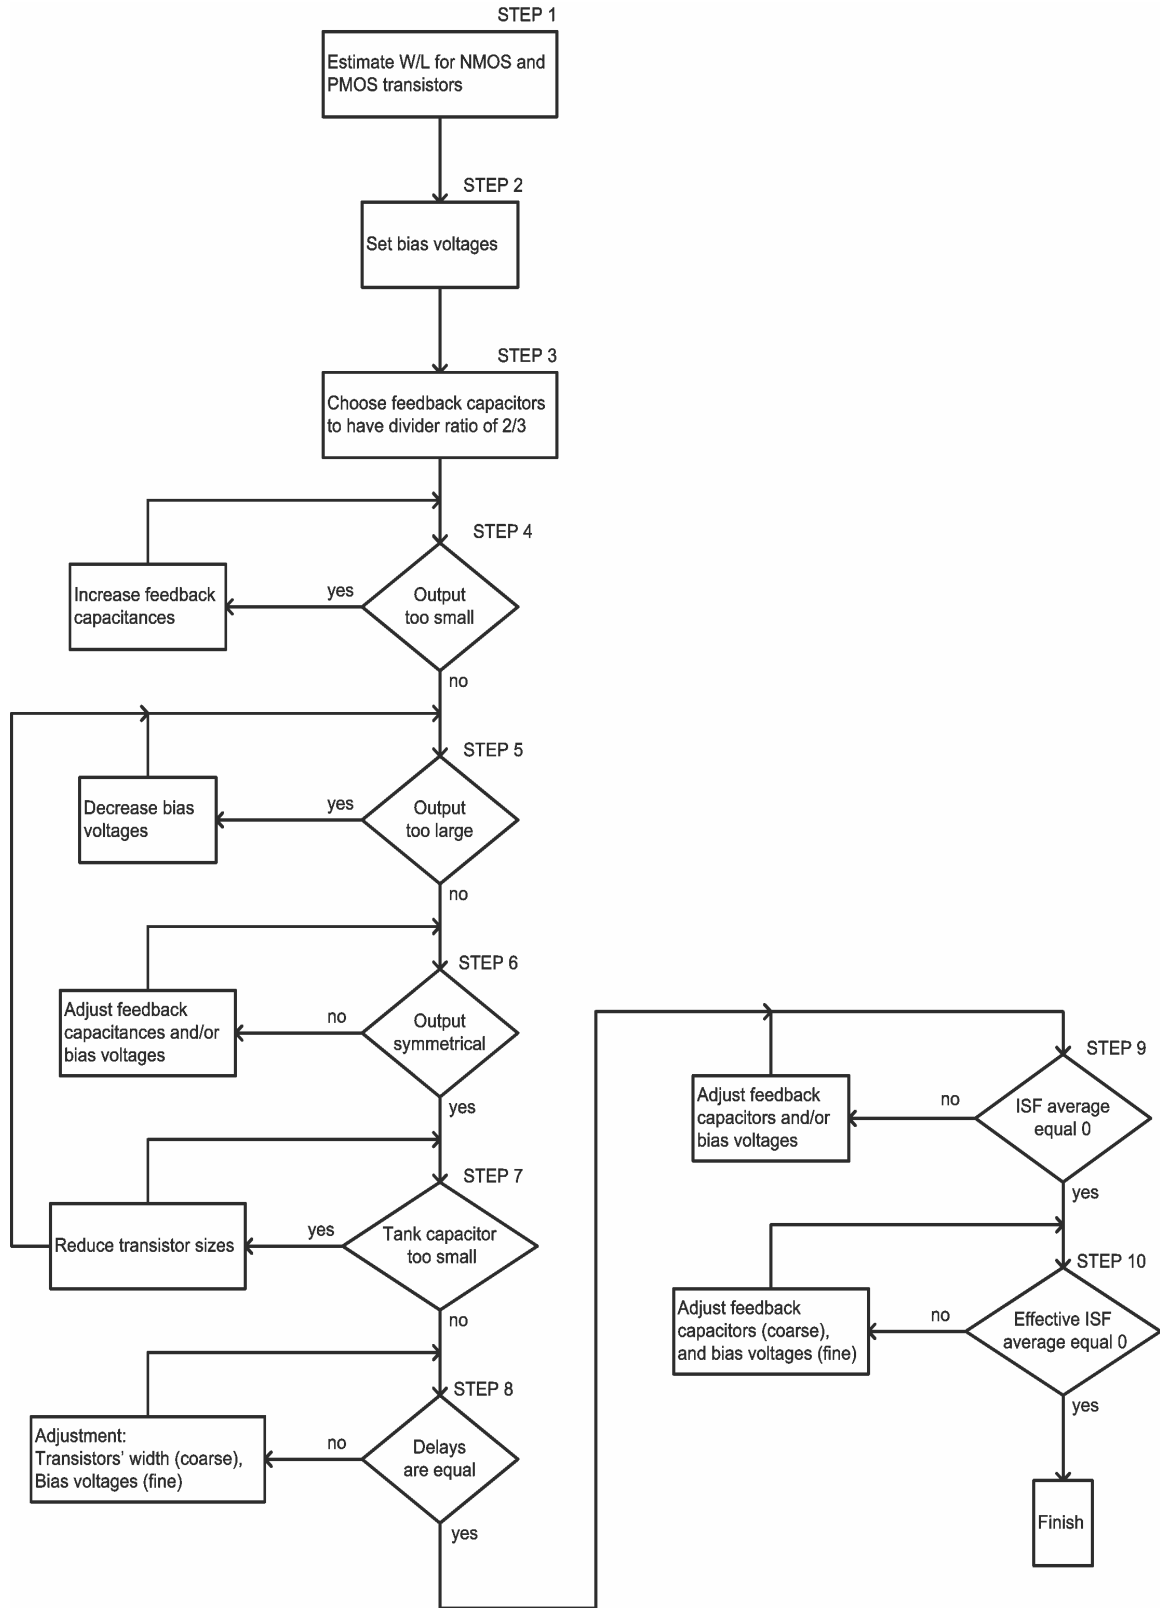 STEP 1
Estimate W/L for NMOS and
PMOS transistors
STEP 2
Set bias voltages
STEP 3
Choose feedback capacitors
to have divider ratio of 2/3
STEP 4
Output
too small
yes
Increase feedback
capacitances
no
STEP 5
Output
too large
yes
Decrease bias
voltages
no
STEP 6
Output
symmetrical
no
Adjust feedback
capacitances and/or
bias voltages
yes
STEP 7
Tank capacitor
too small
yes
Reduce transistor sizes
no
STEP 8
Delays
are equal
no
Adjustment:
Transistors' width (coarse),
Bias voltages (fine)
yes
STEP 9
ISF average
equal 0
no
Adjust feedback
capacitors and/or
bias voltages
yes
STEP 10
Effective ISF
average equal 0
no
Adjust feedback
capacitors (coarse),
and bias voltages (fine)
yes
Finish